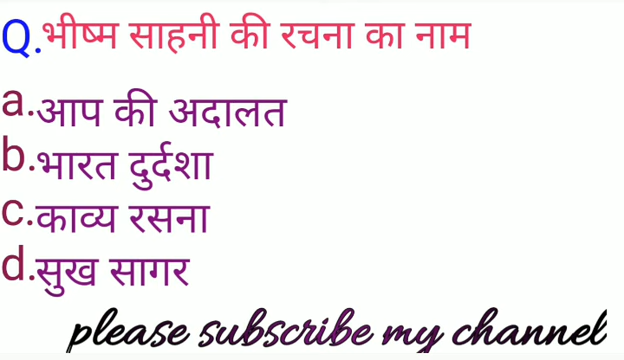 Q.भीष्म साहनी की रचना का नाम
a.आप की अदालत
b.भारत दुर्दशा
c.काव्य रसना
d.सुख सागर
please subscribe my channel